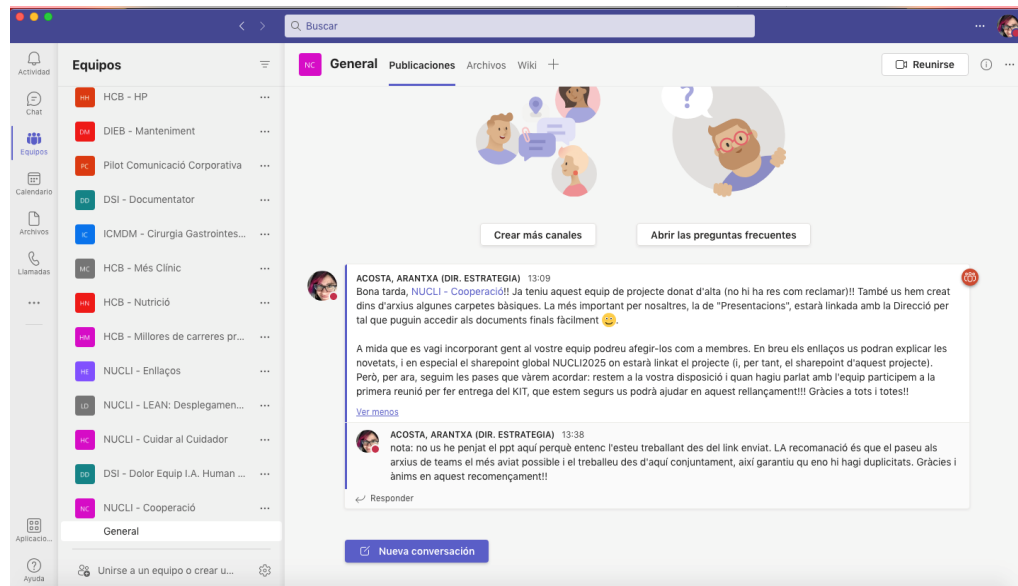 Buscar
Actividad
Chat
Equipos
Calendario
Archivos
Llamadas
Aplicacio...
Ayuda
Equipos
HH HCB - HP
DM DIEB - Manteniment
PC Pilot Comunicació Corporativa
DD DSI - Documentator
IC ICMDM - Cirurgia Gastrointes...
MC HCB - Més Clínic
HN HCB - Nutrició
HM HCB - Millores de carreres pr...
HE NUCLI - Enllaços
LD NUCLI - LEAN: Desplegamen...
HC NUCLI - Cuidar al Cuidador
DD DSI - Dolor Equip I.A. Human ...
NC NUCLI - Cooperació
General
Unirse a un equipo o crear u...
NC General Publicaciones Archivos Wiki
Reunirse
Crear más canales
Abrir las preguntas frecuentes
ACOSTA, ARANTXA (DIR. ESTRATEGIA) 13:09
Bona tarda, NUCLI - Cooperació!! Ja teniu aquest equip de projecte donat d'alta (no hi ha res com reclamar)!! També us hem creat
dins d'arxius algunes carpetes bàsiques. La més important per nosaltres, la de "Presentacions", estarà linkada amb la Direcció per
tal que puguin accedir als documents finals fàcilment 😊.
A mida que es vagi incorporant gent al vostre equip podreu afegir-los com a membres. En breu els enllaços us podran explicar les
novetats, i en especial el sharepoint global NUCLI2025 on estarà linkat el projecte (i, per tant, el sharepoint d'aquest projecte).
Però, per ara, seguim les pases que vàrem acordar: restem a la vostra disposició i quan hagiu parlat amb l'equip participem a la
primera reunió per fer entrega del KIT, que estem segurs us podrà ajudar en aquest rellançament!!! Gràcies a tots i totes!!
Ver menos
ACOSTA, ARANTXA (DIR. ESTRATEGIA) 13:38
nota: no us he penjat el ppt aquí perquè entenc l'esteu treballant des del link enviat. LA recomanació és que el paseu als
arxius de teams el més aviat possible i el treballeu des d'aquí conjuntament, així garantiu qu eno hi hagi duplicitats. Gràcies i
ànims en aquest recomençament!!
Responder
Nueva conversación